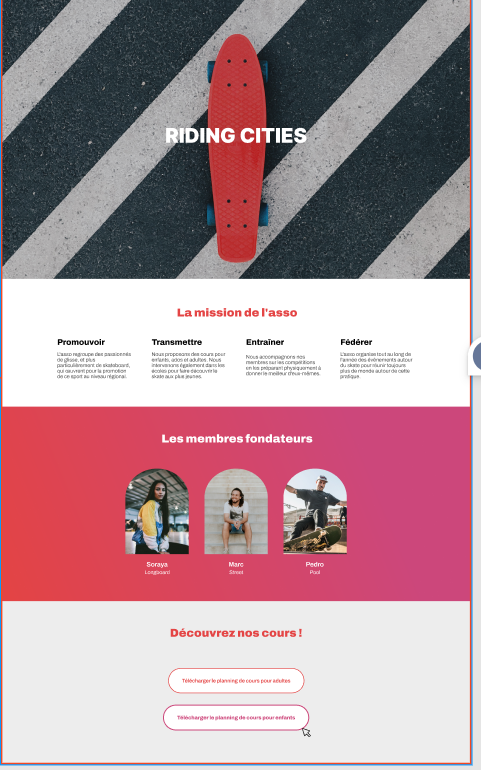 RIDING CITIES
La mission de l'asso
Promouvoir
L'asso regroupe des passionnés
de glisse, et plus
particulièrement de skateboard,
qui œuvrent pour la promotion
de ce sport au niveau régional.
Transmettre
Nous proposons des cours pour
enfants, ados et adultes. Nous
intervenons également dans les
écoles pour faire découvrir le
skate aux plus jeunes.
Entraîner
Nous accompagnons nos
membres sur les compétitions
en les préparant physiquement à
donner le meilleur d'eux-mêmes.
Fédérer
L'asso organise tout au long de
l'année des événements autour
du skate pour réunir toujours
plus de monde autour de cette
pratique.
Les membres fondateurs
Soraya
Longboard
Marc
Street
Pedro
Pool
Découvrez nos cours !
Télécharger le planning de cours pour adultes
Télécharger le planning de cours pour enfants